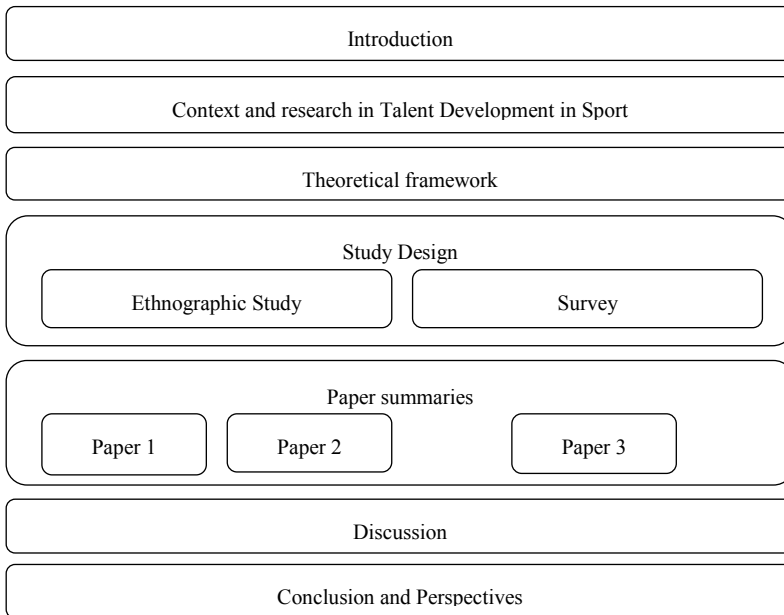 Introduction
Context and research in Talent Development in Sport
Theoretical framework
Study Design
Ethnographic Study
Survey
Paper summaries
Paper 1
Paper 2
Paper 3
Discussion
Conclusion and Perspectives